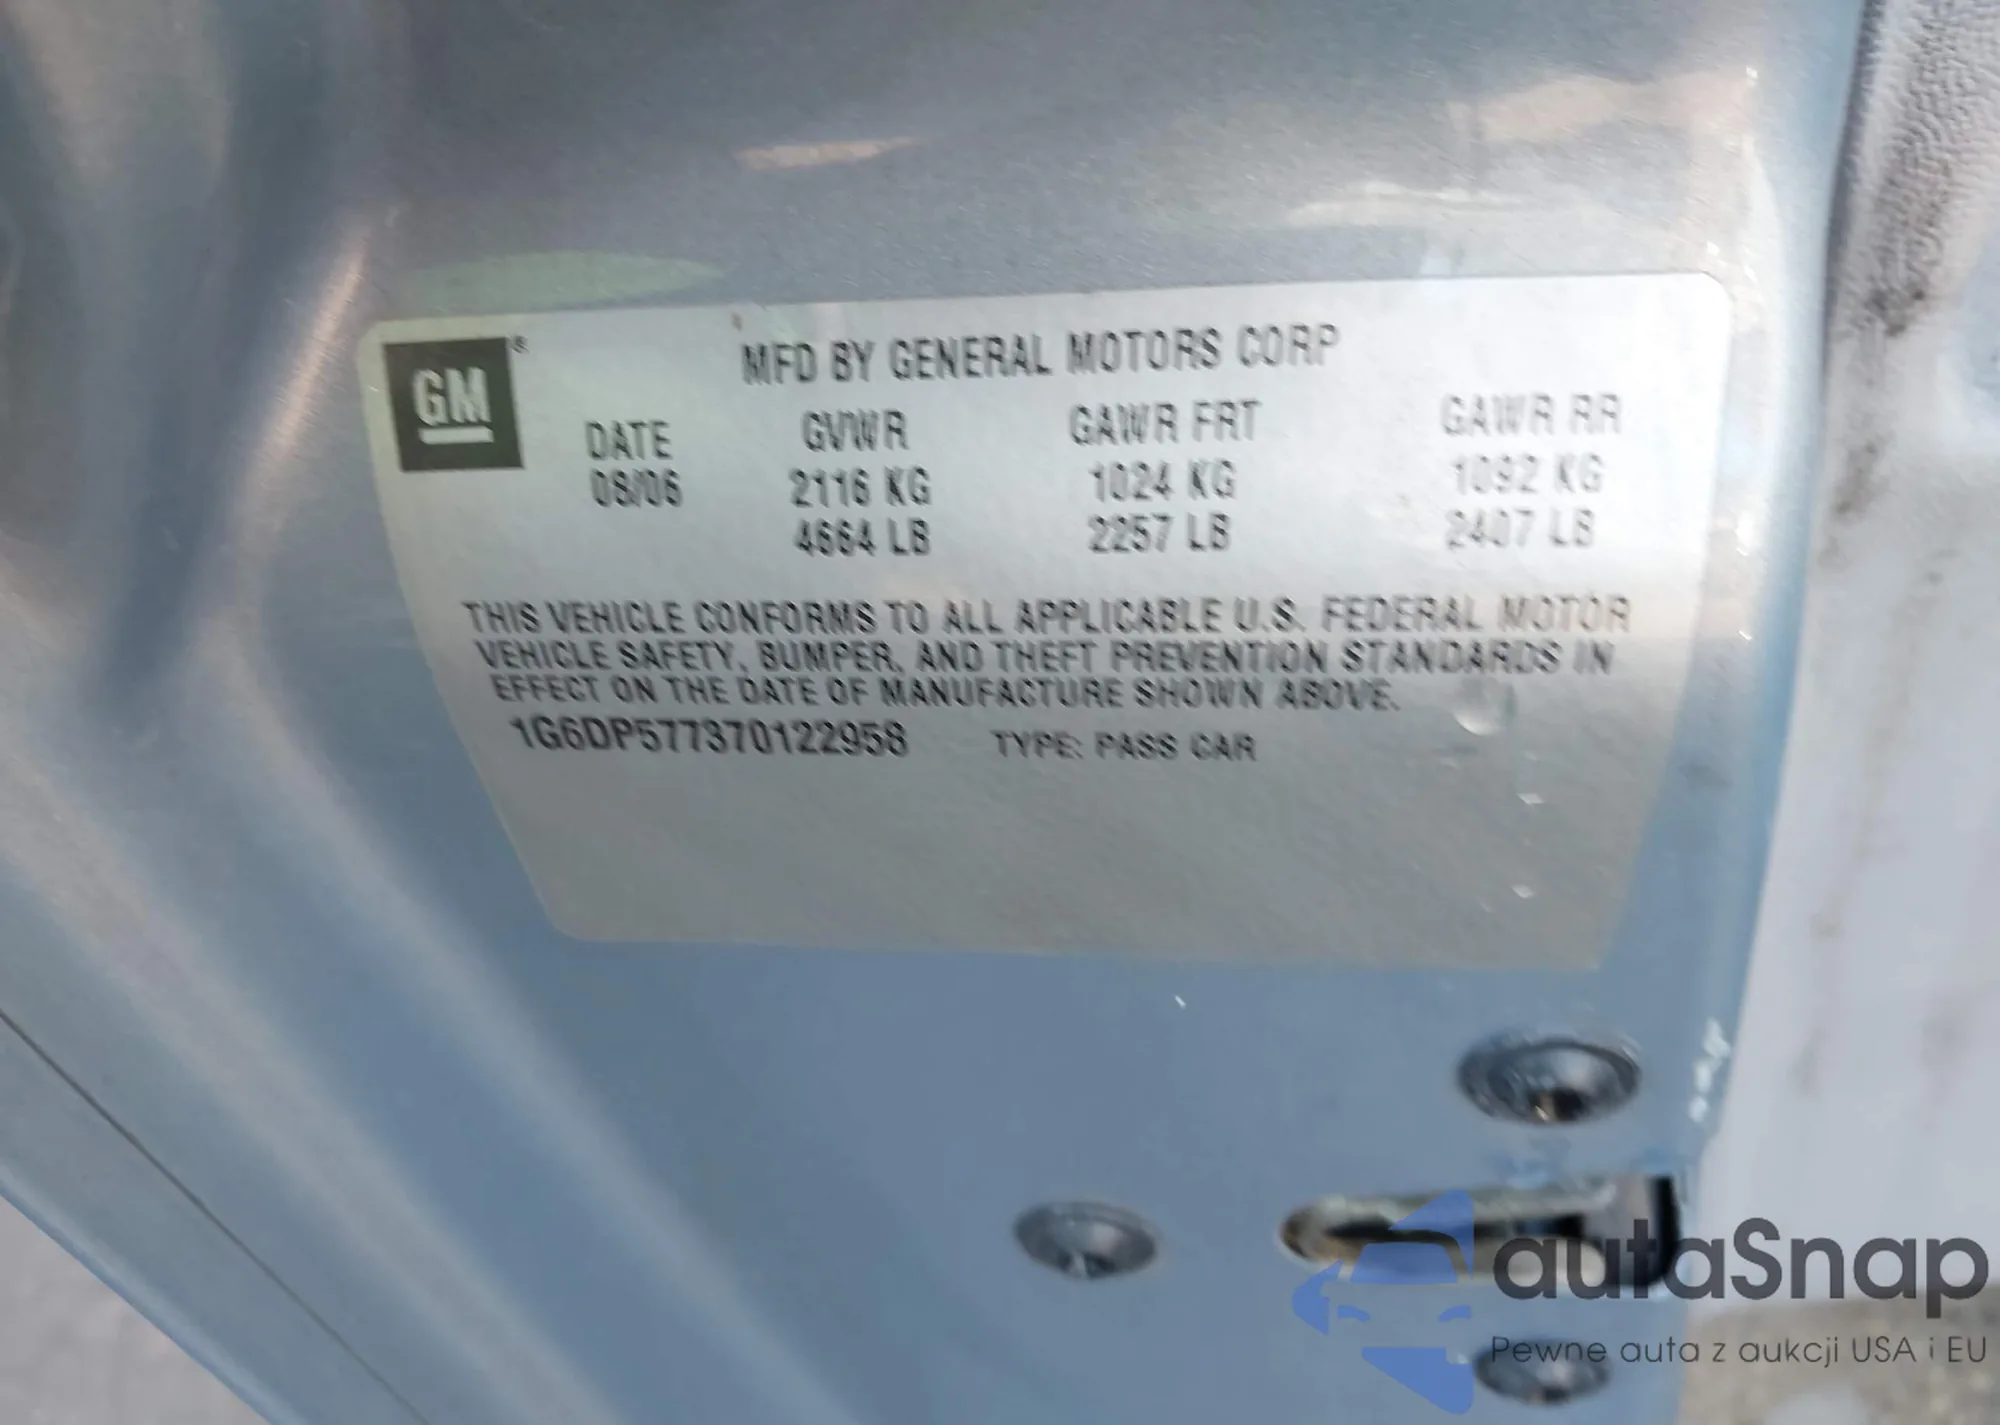 GM®
MFD BY GENERAL MOTORS CORP
DATE GVWR GAWR FRT GAWR RR
08/06 2116 KG 1024 KG 1092 KG
4664 LB 2257 LB 2407 LB
THIS VEHICLE CONFORMS TO ALL APPLICABLE U.S. FEDERAL MOTOR
VEHICLE SAFETY, BUMPER, AND THEFT PREVENTION STANDARDS IN
EFFECT ON THE DATE OF MANUFACTURE SHOWN ABOVE.
1G6DP577370122958 TYPE: PASS CAR
autaSnap
Pewne auta z aukcji USA i EU